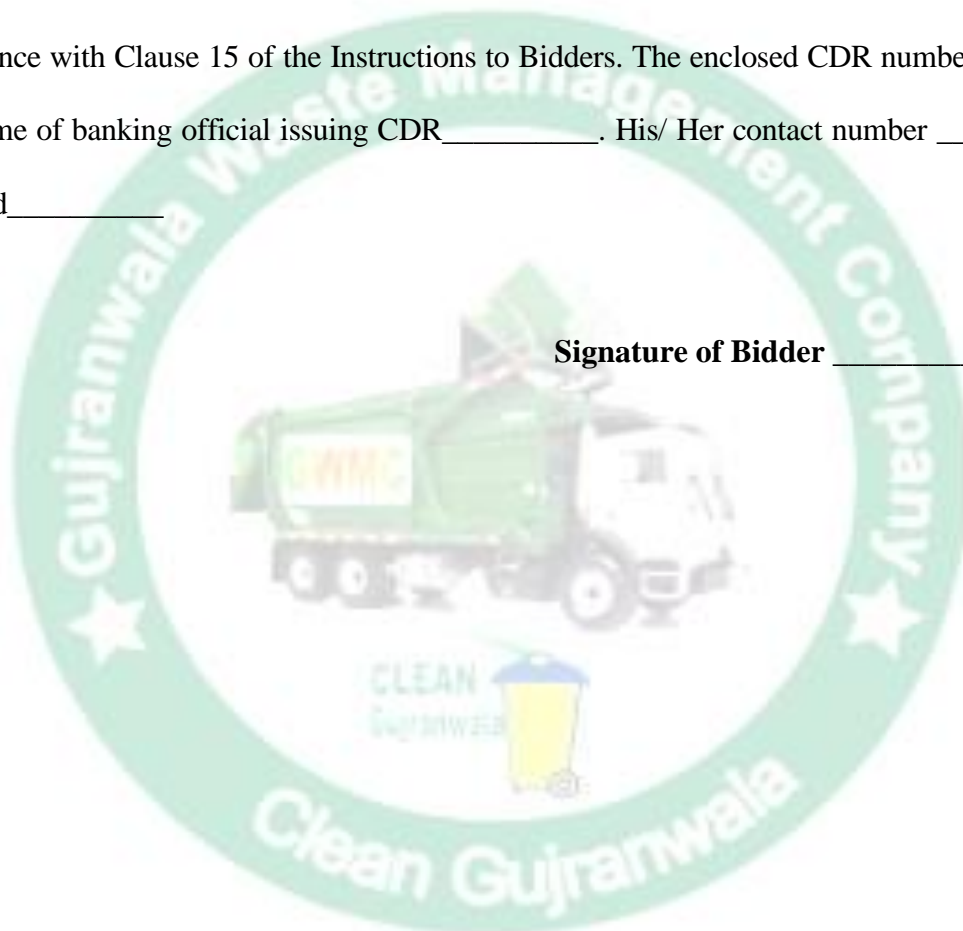 nce with Clause 15 of the Instructions to Bidders. The enclosed CDR numbe
me of banking official issuing CDR__________. His/ Her contact number __
d__________
Signature of Bidder ________
Gujranwala Waste Management Company
GWMC
CLEAN
Gujranwala
Clean Gujranwala